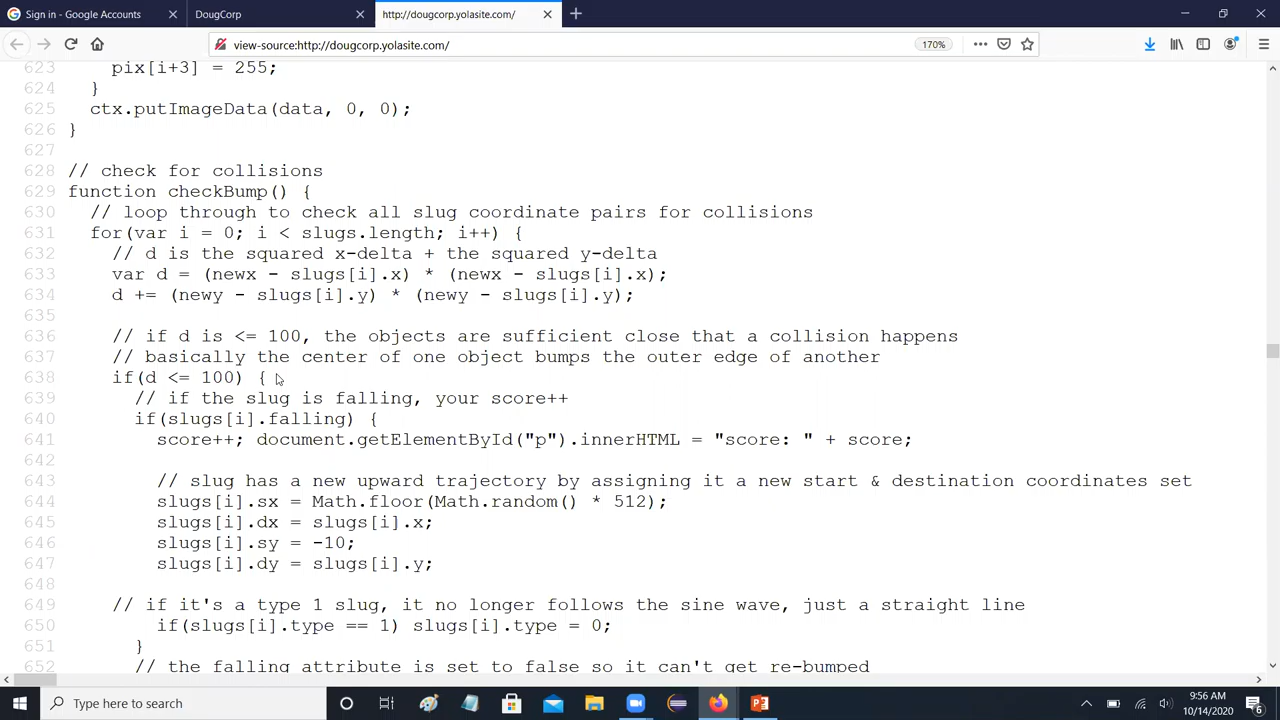 Sign in - Google Accounts
DougCorp
http://dougcorp.yolasite.com/
view-source:http://dougcorp.yolasite.com/
170%
623 pix[i+3] = 255;
624 }
625 ctx.putImageData(data, 0, 0);
626 }
627
628 // check for collisions
629 function checkBump() {
630 // loop through to check all slug coordinate pairs for collisions
631 for(var i = 0; i < slugs.length; i++) {
632 // d is the squared x-delta + the squared y-delta
633 var d = (newx - slugs[i].x) * (newx - slugs[i].x);
634 d += (newy - slugs[i].y) * (newy - slugs[i].y);
635
636 // if d is <= 100, the objects are sufficient close that a collision happens
637 // basically the center of one object bumps the outer edge of another
638 if(d <= 100) {
639 // if the slug is falling, your score++
640 if(slugs[i].falling) {
641 score++; document.getElementById("p").innerHTML = "score: " + score;
642
643 // slug has a new upward trajectory by assigning it a new start & destination coordinates set
644 slugs[i].sx = Math.floor(Math.random() * 512);
645 slugs[i].dx = slugs[i].x;
646 slugs[i].sy = -10;
647 slugs[i].dy = slugs[i].y;
648
649 // if it's a type 1 slug, it no longer follows the sine wave, just a straight line
650 if(slugs[i].type == 1) slugs[i].type = 0;
651 }
652 // the falling attribute is set to false so it can't get re-bumped
Type here to search
9:56 AM
10/14/2020
6